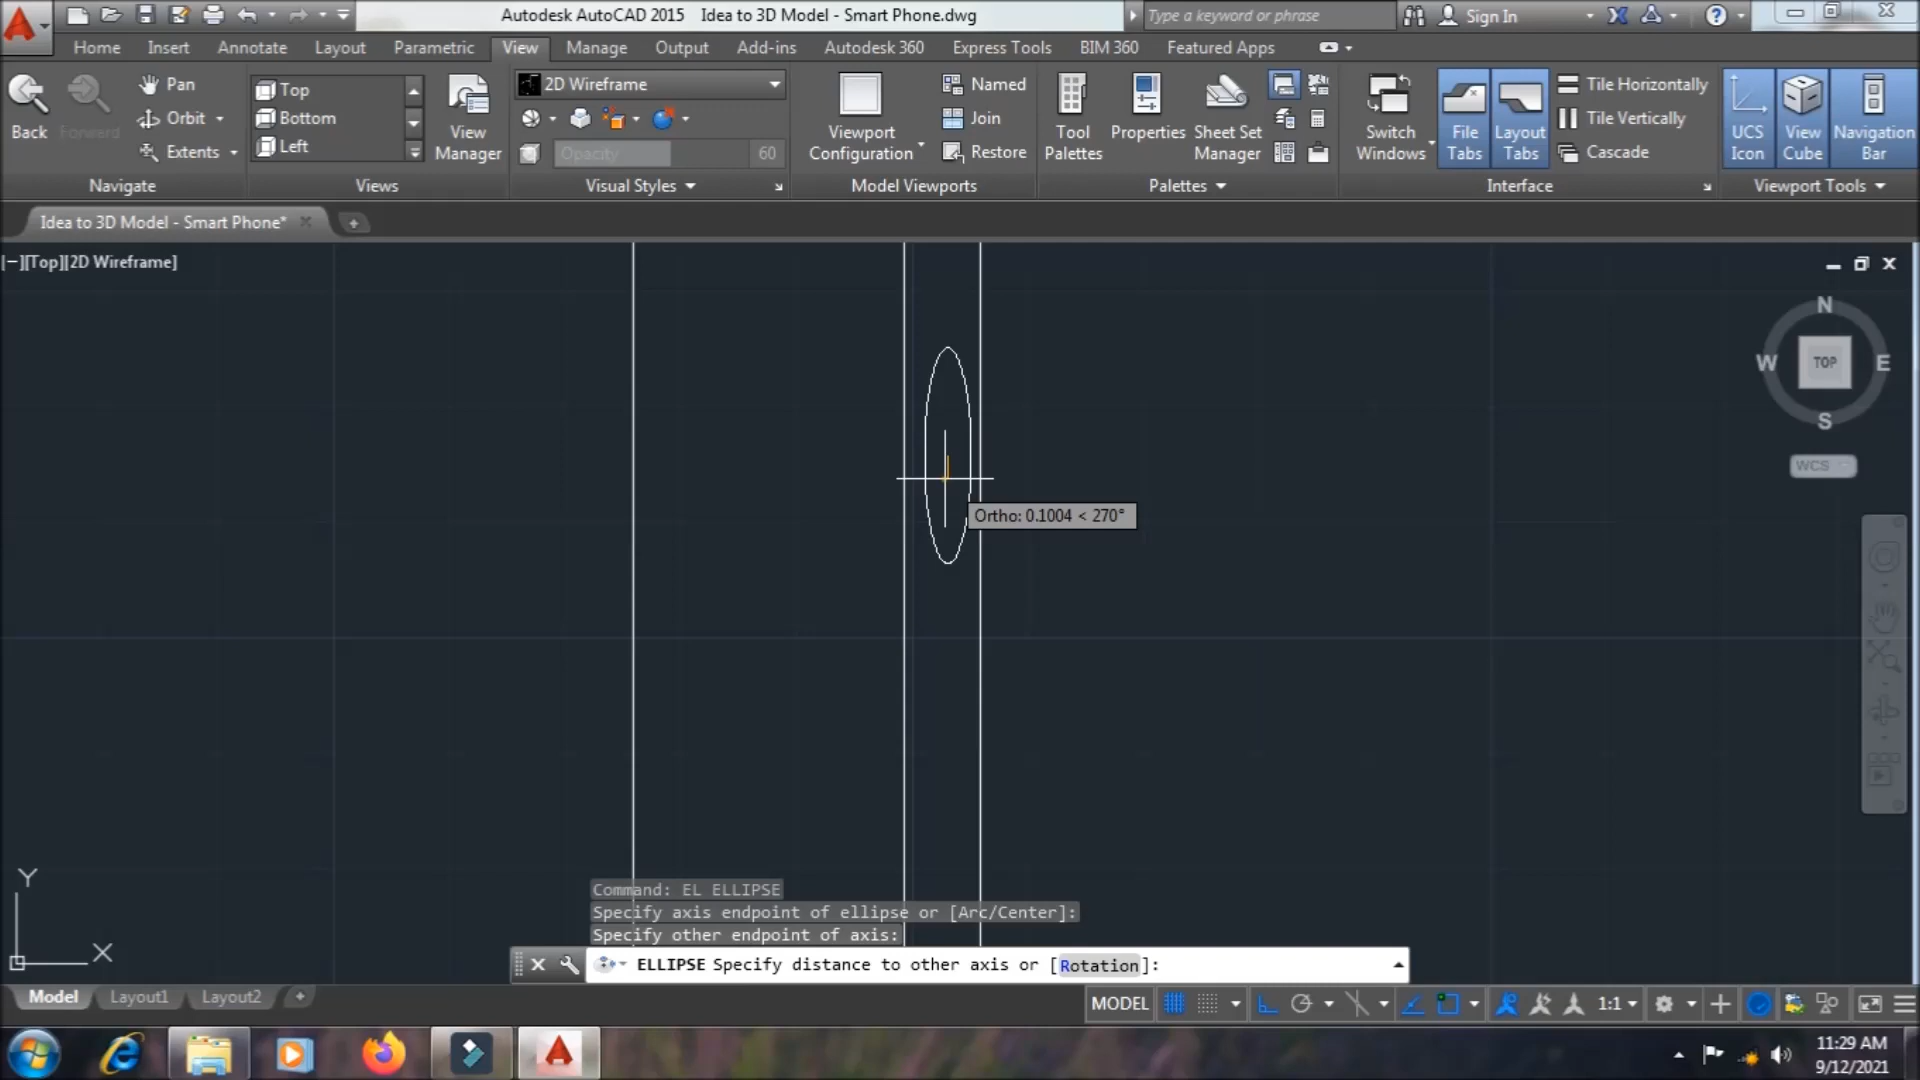 Autodesk AutoCAD 2015 Idea to 3D Model - Smart Phone.dwg
Type a keyword or phrase
Sign In
Home Insert Annotate Layout Parametric View Manage Output Add-ins Autodesk 360 Express Tools BIM 360 Featured Apps
Back
Forward
Pan
Orbit
Extents
Navigate
Top
Bottom
Left
View Manager
Views
2D Wireframe
Opacity 60
Visual Styles
Viewport Configuration
Named
Join
Restore
Model Viewports
Tool Palettes
Properties
Sheet Set Manager
Palettes
Switch Windows
File Tabs
Layout Tabs
Tile Horizontally
Tile Vertically
Cascade
Interface
UCS Icon
View Cube
Navigation Bar
Viewport Tools
Idea to 3D Model - Smart Phone*
[−][Top][2D Wireframe]
N
W TOP E
S
WCS
Ortho: 0.1004 < 270°
Y
X
Command: EL ELLIPSE
Specify axis endpoint of ellipse or [Arc/Center]:
Specify other endpoint of axis:
ELLIPSE Specify distance to other axis or [Rotation]:
Model Layout1 Layout2
MODEL 1:1
11:29 AM
9/12/2021